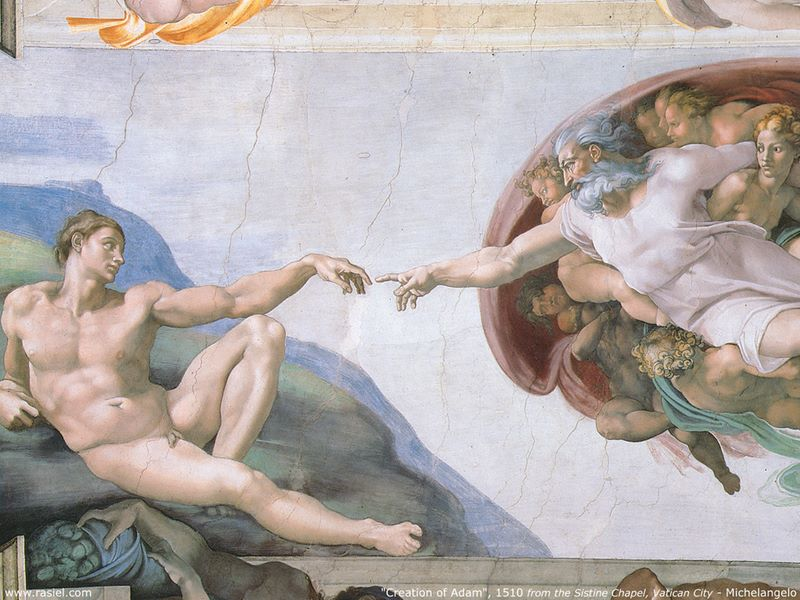 www.rasiel.com "Creation of Adam", 1510 from the Sistine Chapel, Vatican City - Michelangelo